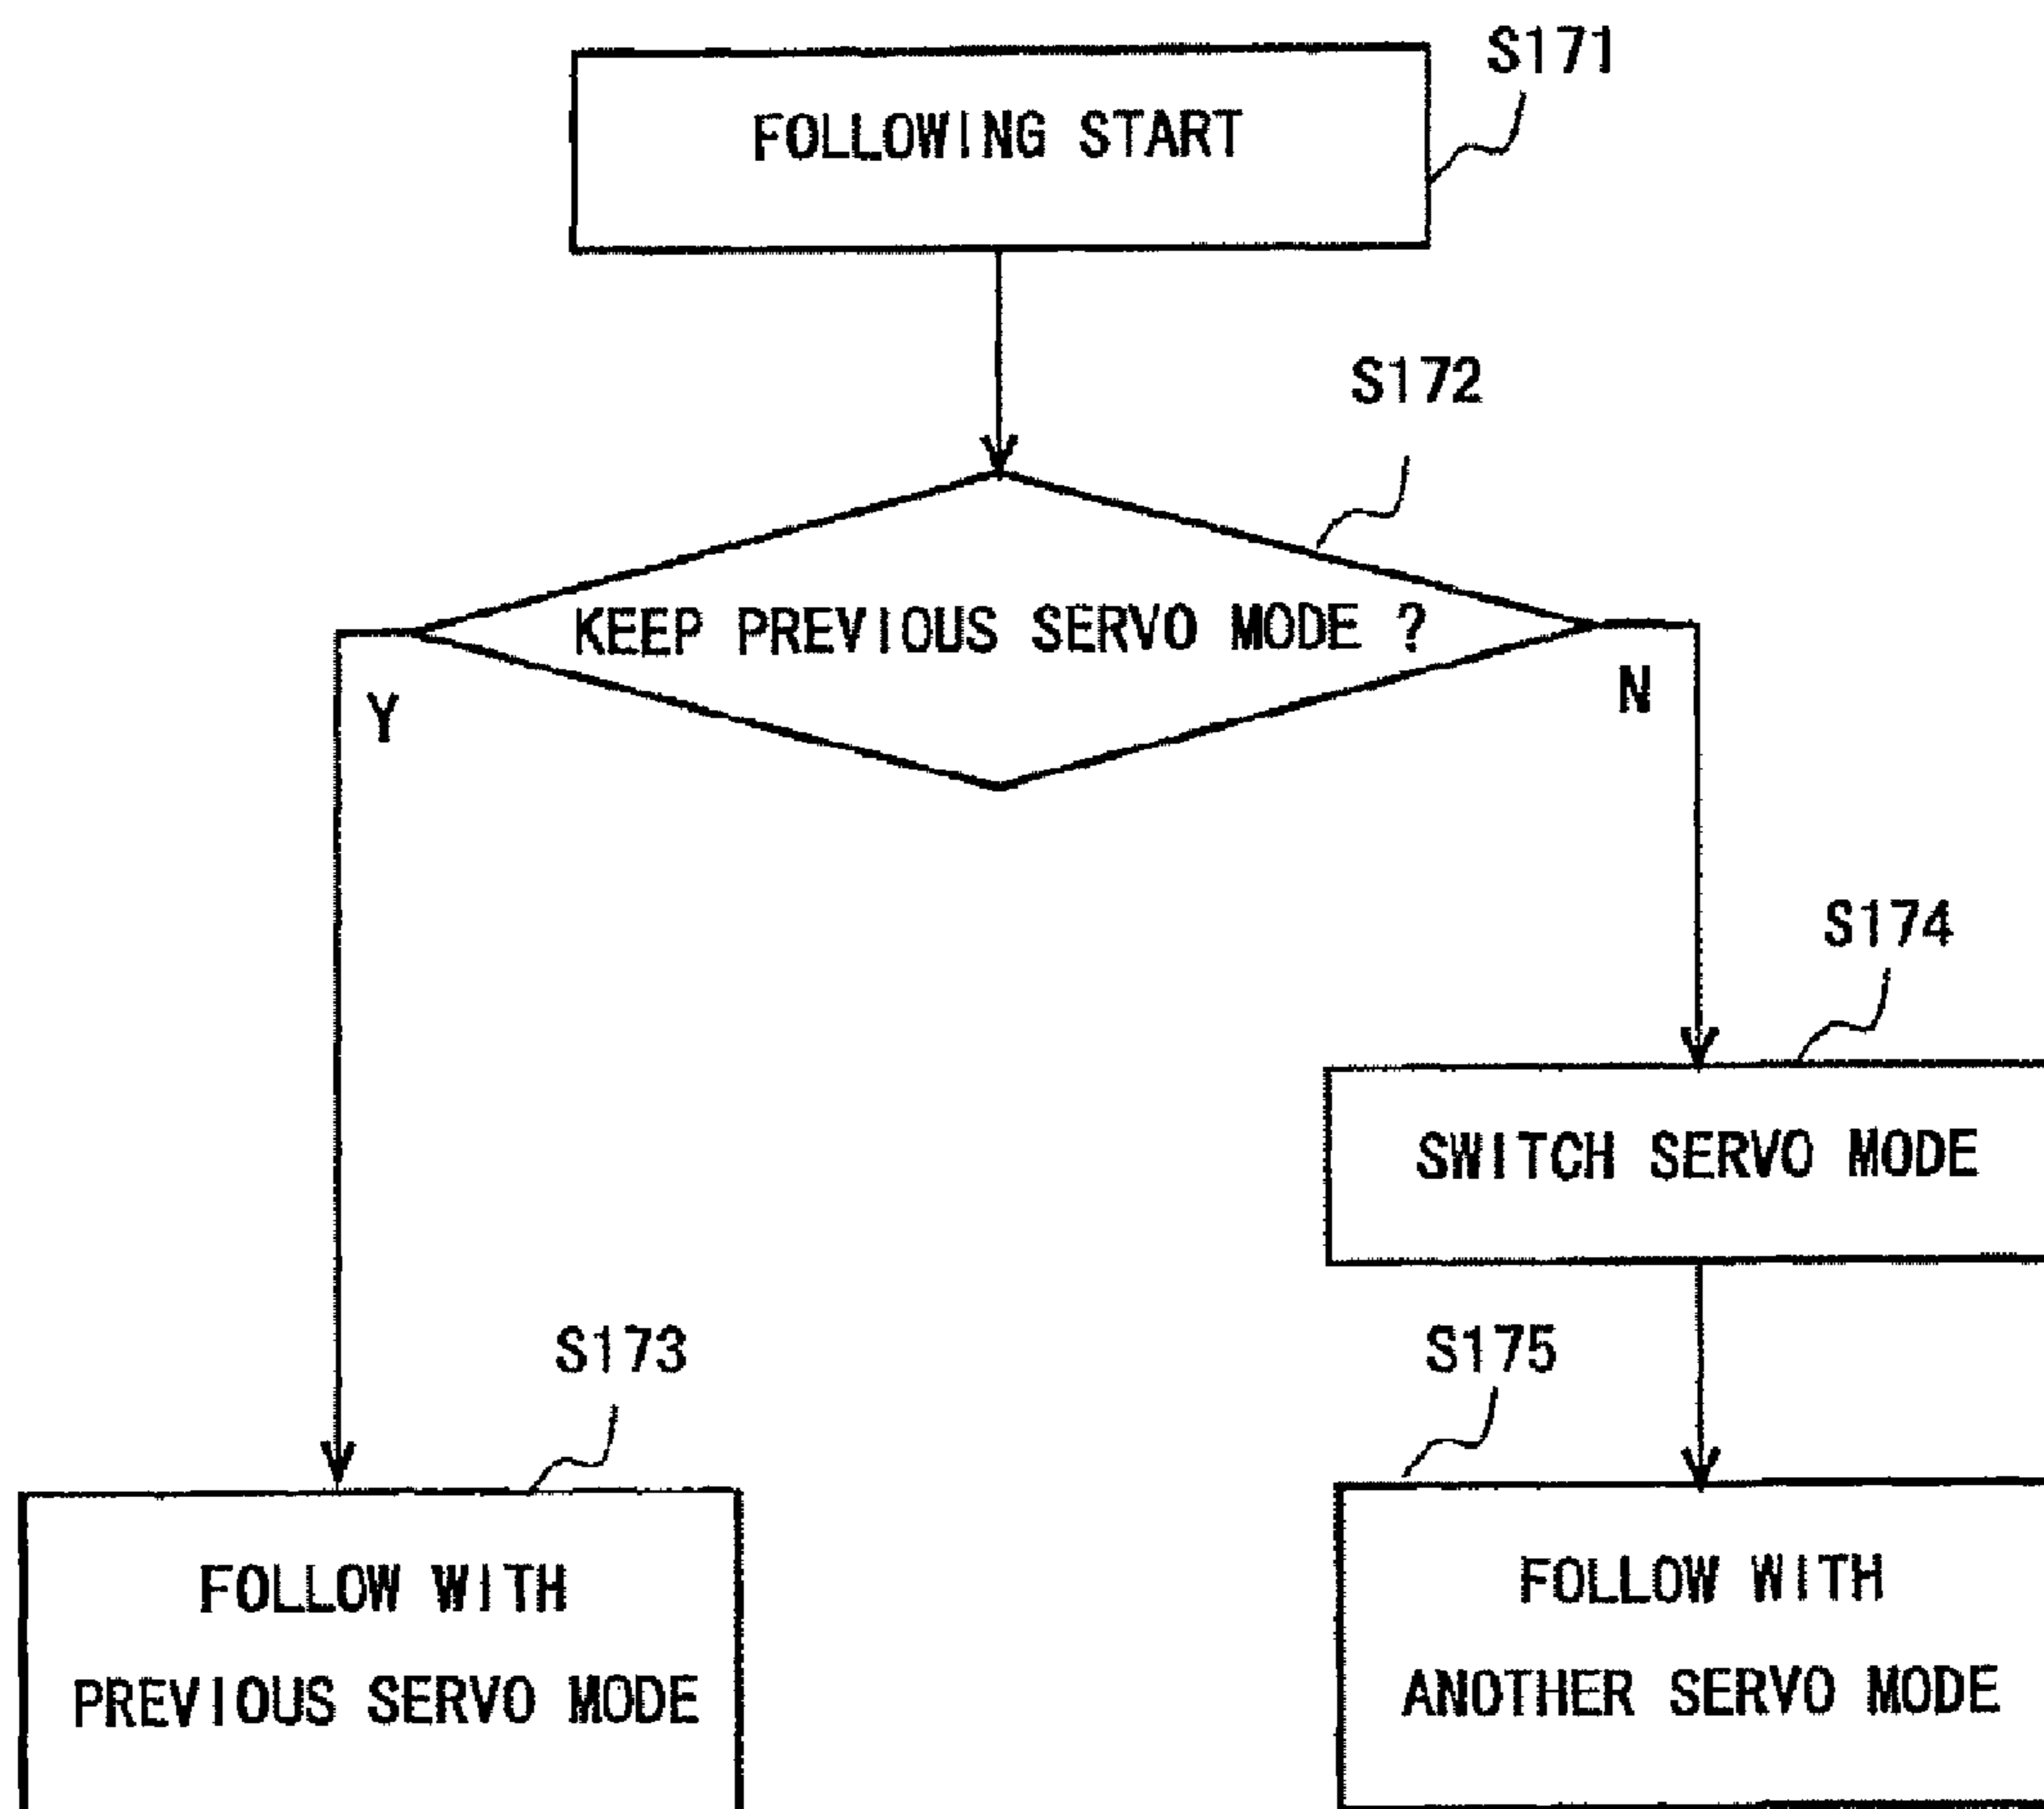 S171
FOLLOWING START
S172
KEEP PREVIOUS SERVO MODE ?
Y
N
S174
SWITCH SERVO MODE
S173
S175
FOLLOW WITH
PREVIOUS SERVO MODE
FOLLOW WITH
ANOTHER SERVO MODE